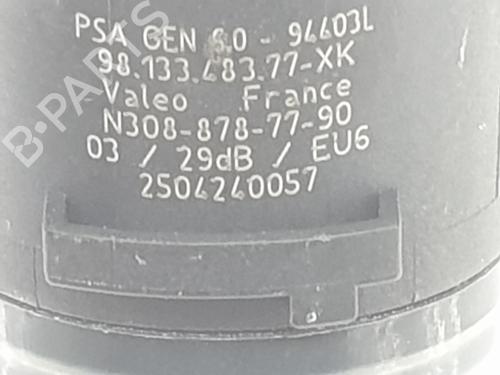 PSA GEN 6.0 - 94403L
98.133.483.77-XK
Valeo France
N308-878-77-90
03 / 29dB / EU6
2504240057
B-PARTS